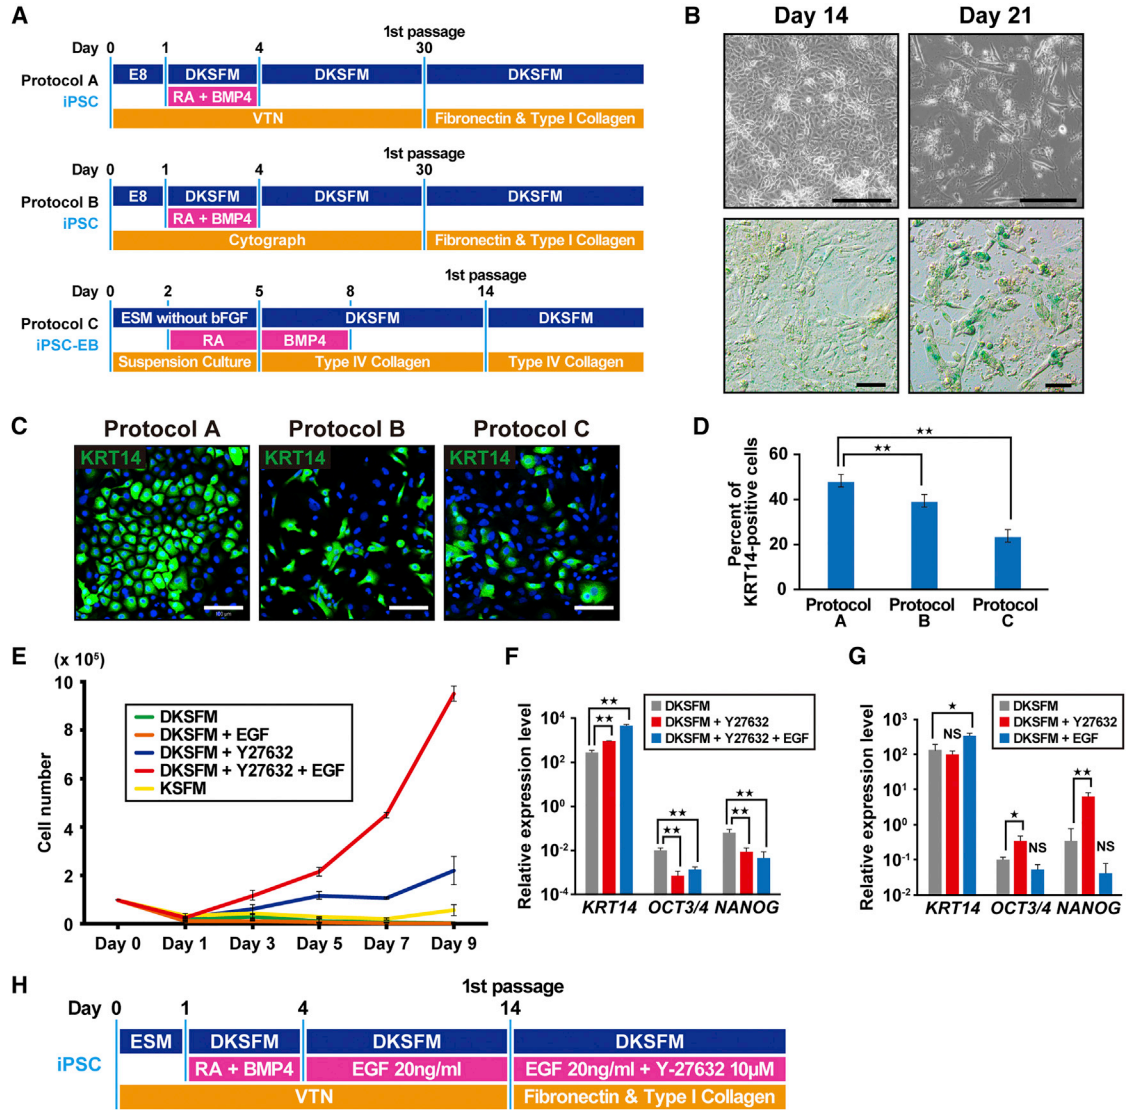 A
1st passage
Day 0 1 4 30
Protocol A E8 DKSFM DKSFM DKSFM
iPSC RA + BMP4
VTN Fibronectin & Type I Collagen
1st passage
Day 0 1 4 30
Protocol B E8 DKSFM DKSFM DKSFM
iPSC RA + BMP4
Cytograph Fibronectin & Type I Collagen
1st passage
Day 0 2 5 8 14
Protocol C ESM without bFGF DKSFM DKSFM
iPSC-EB RA BMP4
Suspension Culture Type IV Collagen Type IV Collagen
B
Day 14 Day 21
C
Protocol A Protocol B Protocol C
KRT14 KRT14 KRT14
100 μm
D
Percent of
KRT14-positive cells
60
40
20
0
★★
★★
Protocol A
Protocol B
Protocol C
E
(x 10⁵)
Cell number
10
8
6
4
2
0
DKSFM
DKSFM + EGF
DKSFM + Y27632
DKSFM + Y27632 + EGF
KSFM
Day 0 Day 1 Day 3 Day 5 Day 7 Day 9
F
Relative expression level
10⁴
10²
10⁰
10⁻²
10⁻⁴
DKSFM
DKSFM + Y27632
DKSFM + Y27632 + EGF
★★
★★
★★
★★
★★
★★
KRT14 OCT3/4 NANOG
G
Relative expression level
10³
10²
10¹
10⁰
10⁻¹
10⁻²
DKSFM
DKSFM + Y27632
DKSFM + EGF
★
NS
★
NS
★★
NS
KRT14 OCT3/4 NANOG
H
1st passage
Day 0 1 4 14
ESM DKSFM DKSFM DKSFM
iPSC RA + BMP4 EGF 20ng/ml EGF 20ng/ml + Y-27632 10μM
VTN Fibronectin & Type I Collagen